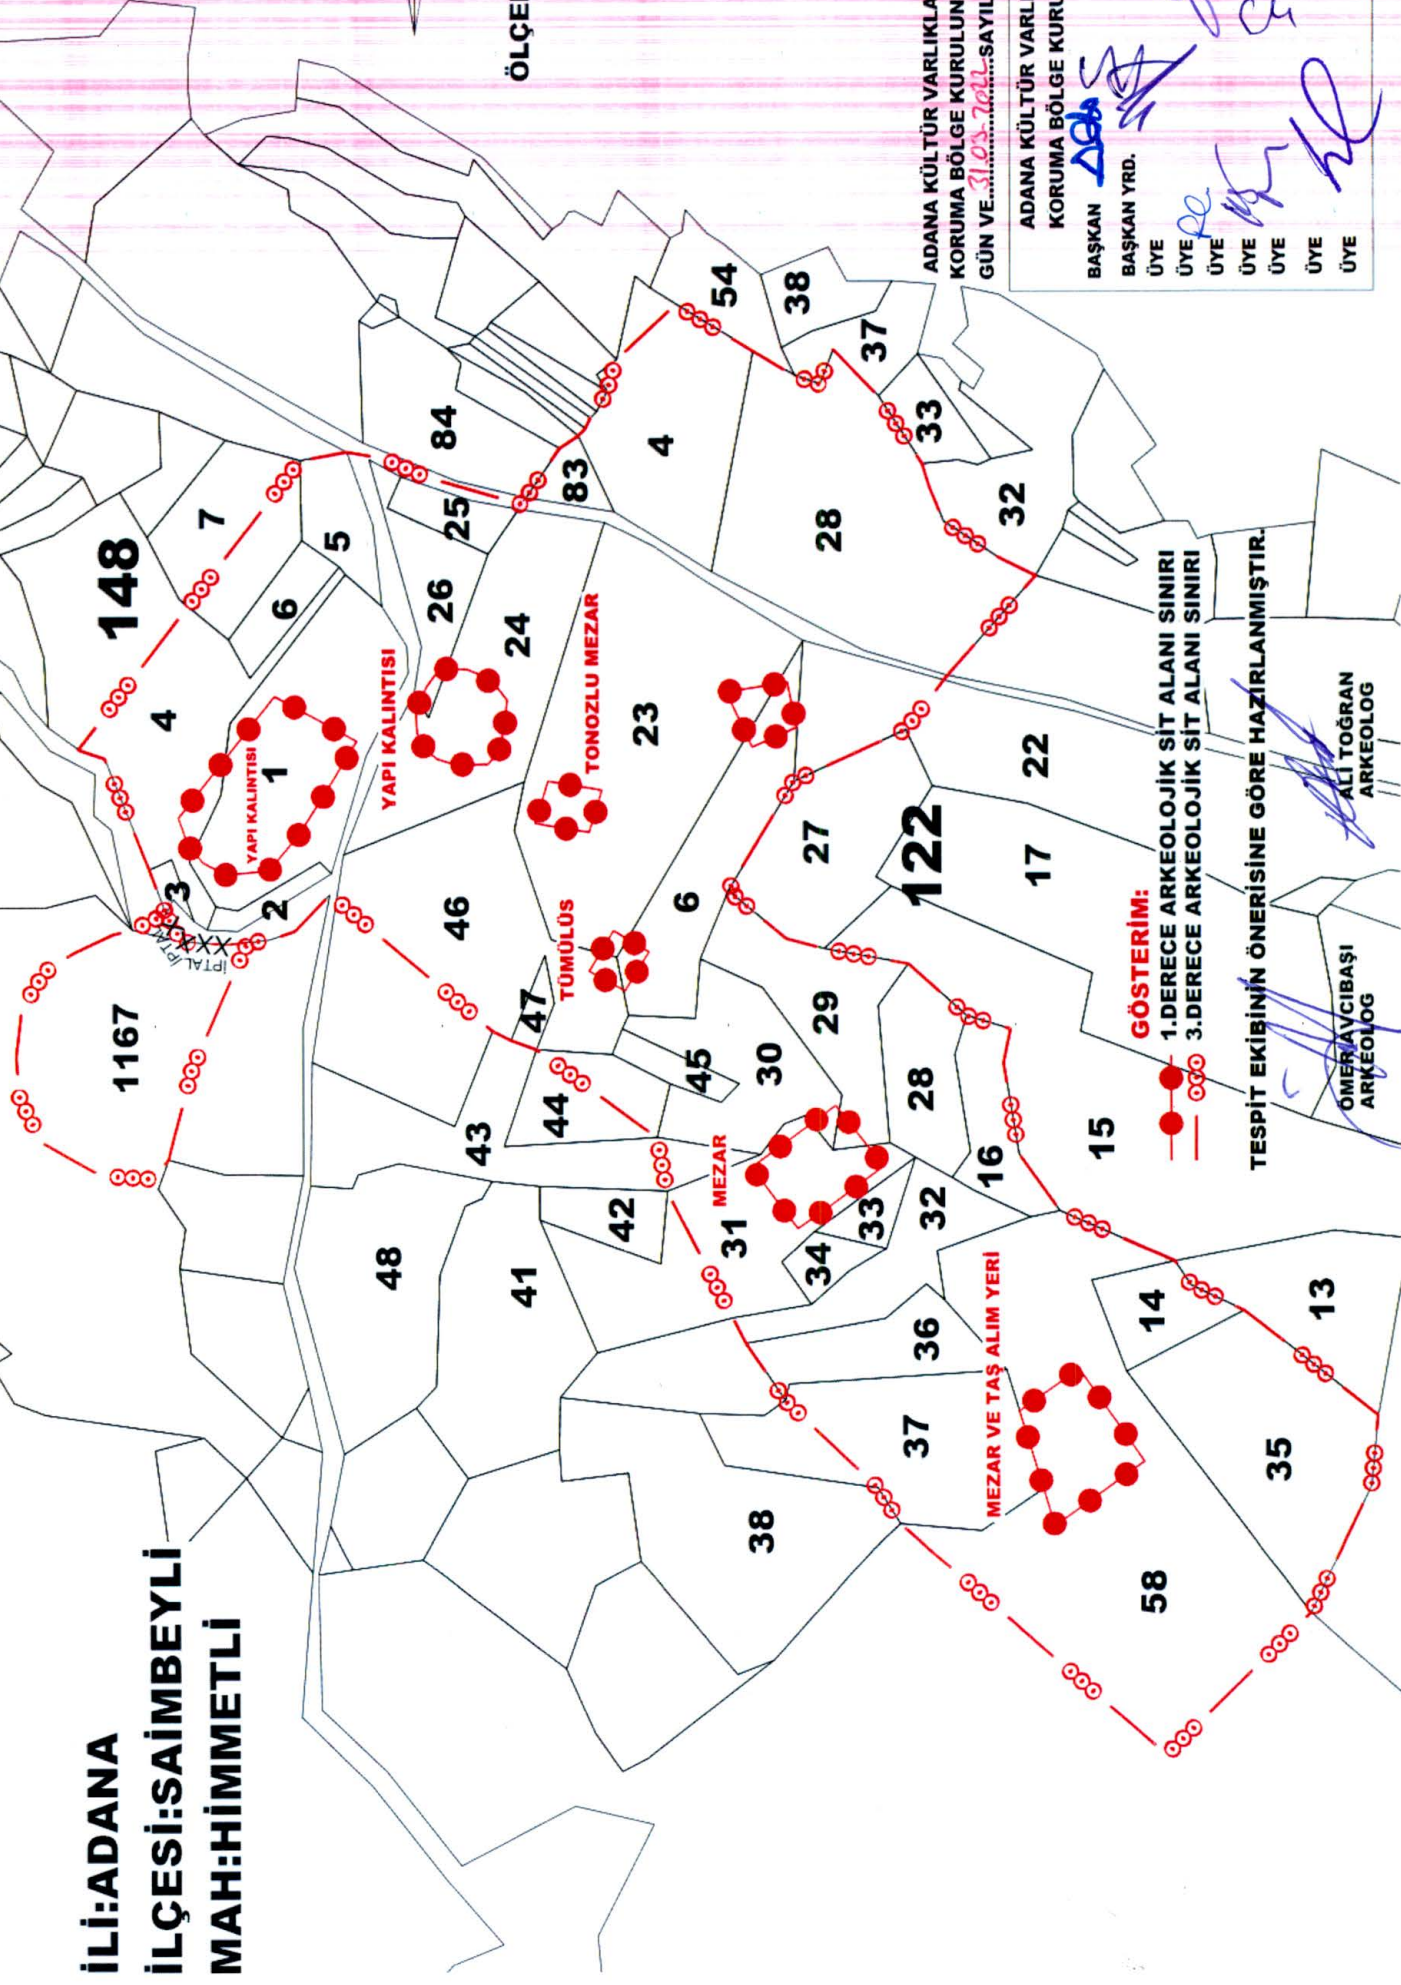 İLİ:ADANA
İLÇESİ:SAİMBEYLİ
MAH:HİMMETLİ
ÖLÇE
1167
148
4
7
6
5
3
1
2
YAPI KALINTISI
İPTAL
İPTAL
XXX
YAPI KALINTISI
84
25
26
24
83
4
54
38
37
33
28
32
TONOZLU MEZAR
23
46
47
TÜMÜLÜS
6
27
122
22
17
48
43
44
45
30
29
28
16
15
41
42
MEZAR
31
34
33
32
36
37
38
MEZAR VE TAŞ ALIM YERİ
58
14
13
35
ADANA KÜLTÜR VARLIKLA
KORUMA BÖLGE KURULUN
GÜN VE 31.03.2022 SAYIL
ADANA KÜLTÜR VARL
KORUMA BÖLGE KURU
BAŞKAN
BAŞKAN YRD.
ÜYE
ÜYE
ÜYE
ÜYE
ÜYE
ÜYE
ÜYE
GÖSTERİM:
1.DERECE ARKEOLOJİK SİT ALANI SINIRI
3.DERECE ARKEOLOJİK SİT ALANI SINIRI
TESPİT EKİBİNİN ÖNERİSİNE GÖRE HAZIRLANMIŞTIR.
ÖMER AVCIBAŞI
ARKEOLOG
ALİ TOĞRAN
ARKEOLOG